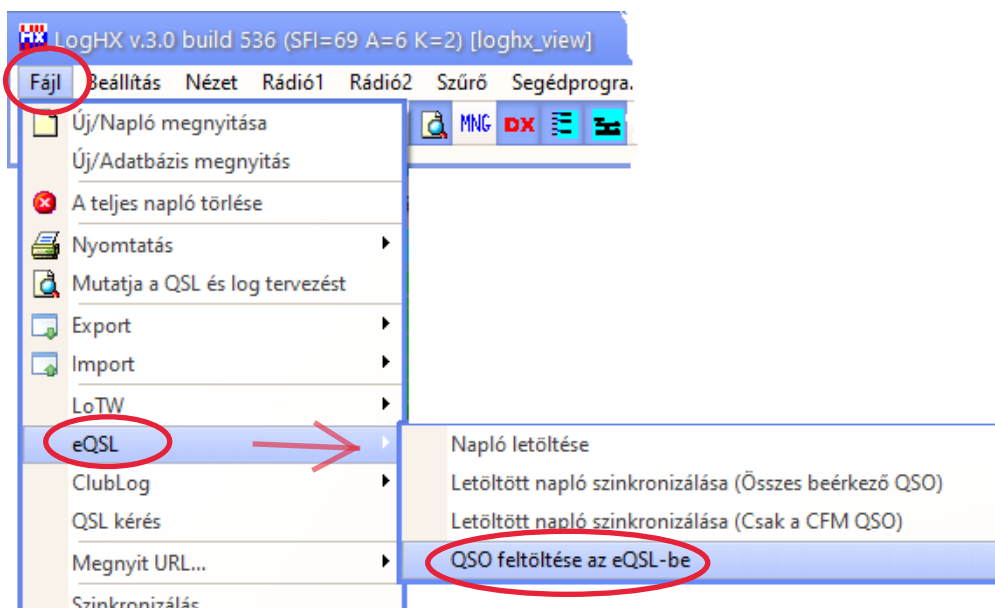 HX LogHX v.3.0 build 536 (SFI=69 A=6 K=2) [loghx_view]
Fájl Beállítás Nézet Rádió1 Rádió2 Szűrő Segédprogra.
MNG DX
Új/Napló megnyitása
Új/Adatbázis megnyitás
A teljes napló törlése
Nyomtatás
Mutatja a QSL és log tervezést
Export
Import
LoTW
eQSL
Napló letöltése
Letöltött napló szinkronizálása (Összes beérkező QSO)
ClubLog
Letöltött napló szinkronizálása (Csak a CFM QSO)
QSL kérés
QSO feltöltése az eQSL-be
Megnyit URL...
Szinkronizálás